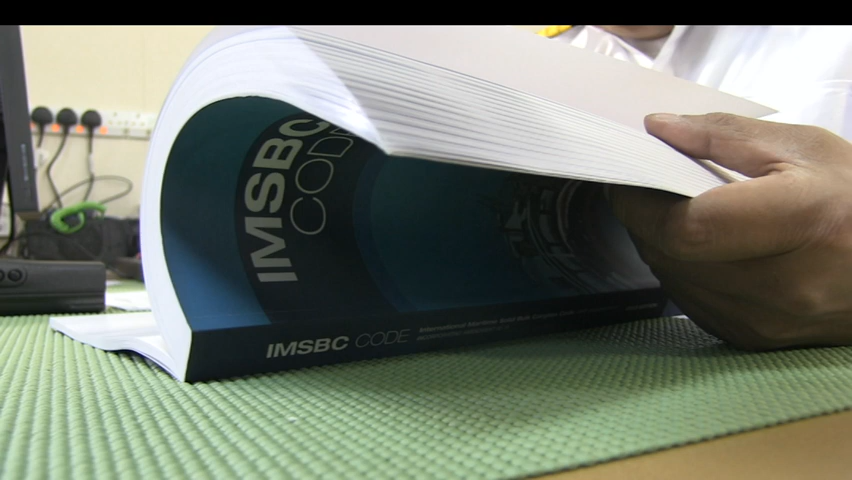 IMSBC
CODE
IMSBC CODE International Maritime Solid Bulk Cargoes Code